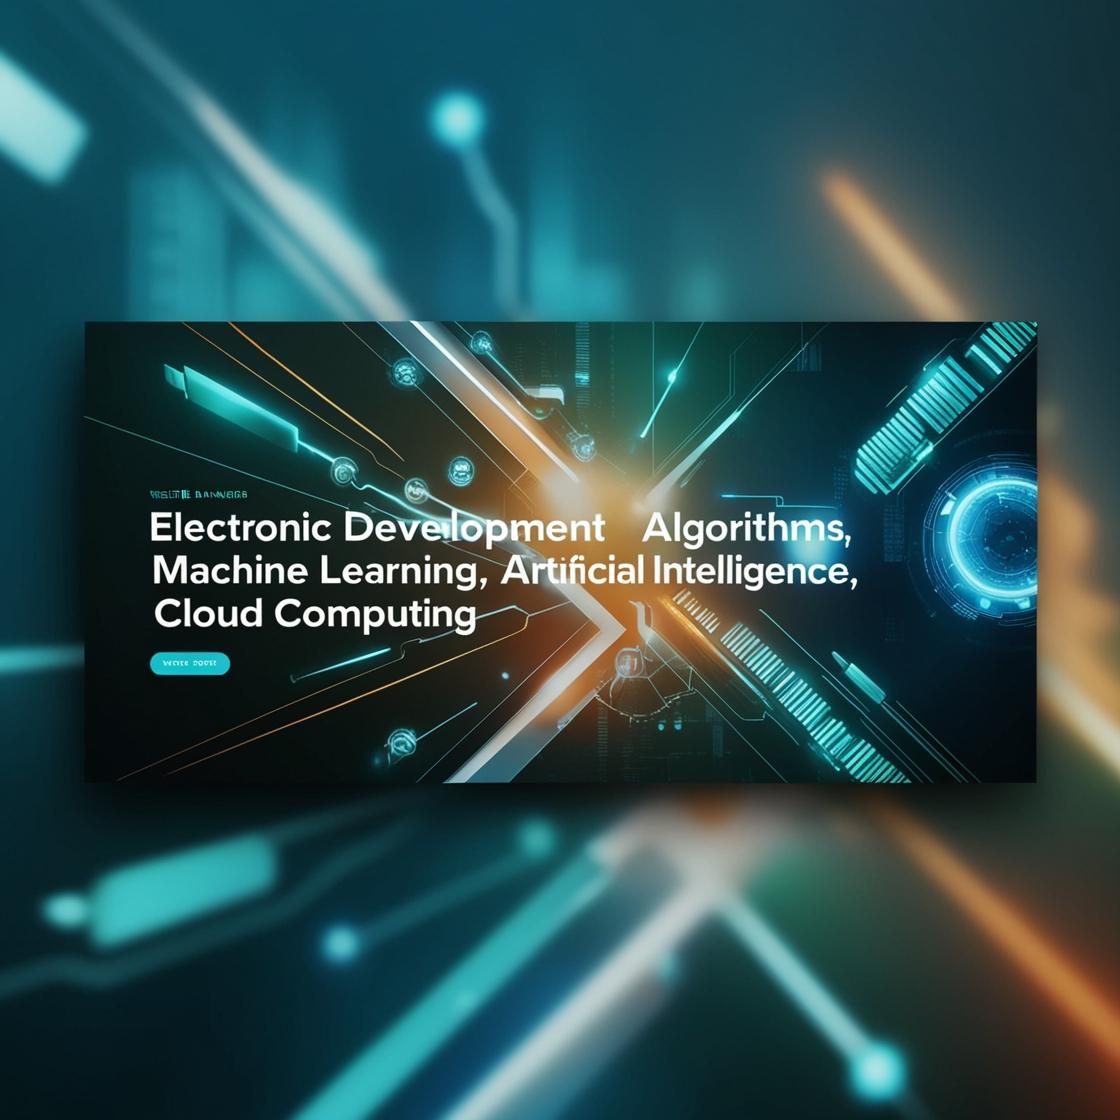 Electronic Development Algorithms,
Machine Learning, Artificial Intelligence,
Cloud Computing